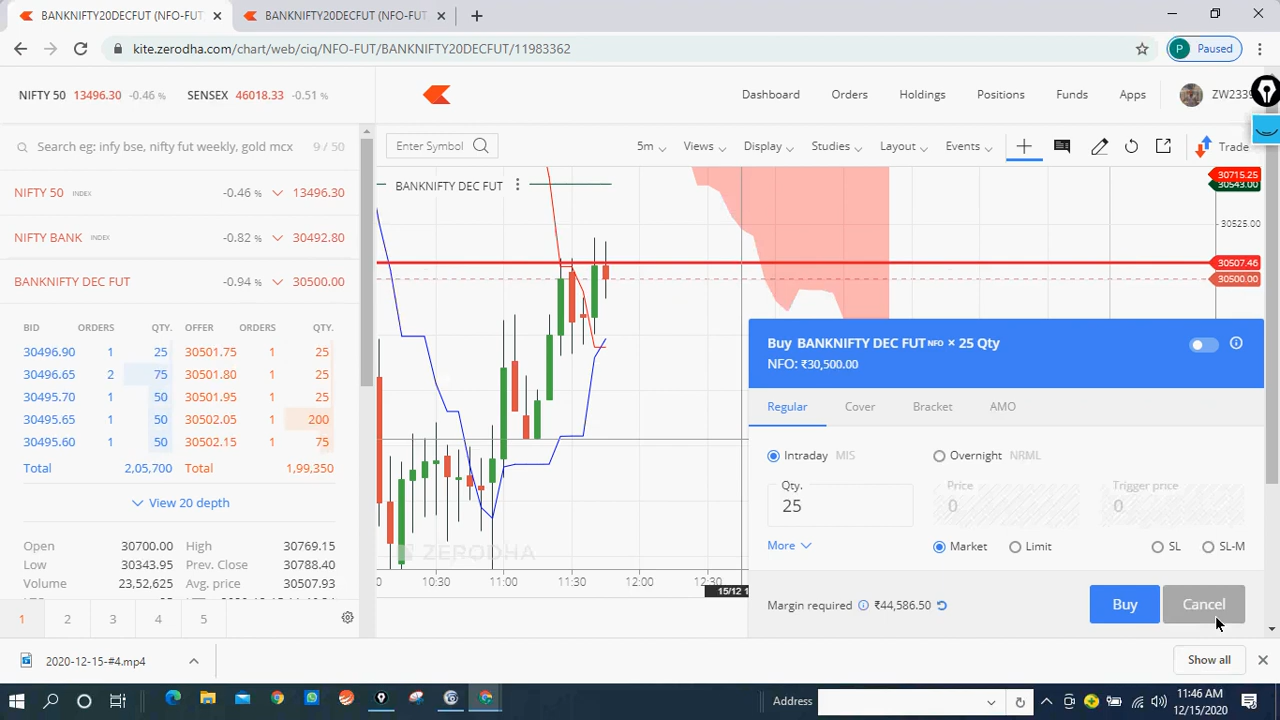 BANKNIFTY20DECFUT (NFO-FUT
BANKNIFTY20DECFUT (NFO-FUT
kite.zerodha.com/chart/web/ciq/NFO-FUT/BANKNIFTY20DECFUT/11983362
P Paused
NIFTY 50 13496.30 -0.46 % SENSEX 46018.33 -0.51 %
Dashboard Orders Holdings Positions Funds Apps ZW2339
Search eg: infy bse, nifty fut weekly, gold mcx 9 / 50
Enter Symbol 5m Views Display Studies Layout Events Trade
NIFTY 50 INDEX -0.46 % 13496.30
NIFTY BANK INDEX -0.82 % 30492.80
BANKNIFTY DEC FUT -0.94 % 30500.00
BID ORDERS QTY. OFFER ORDERS QTY.
30496.90 1 25 30501.75 1 25
30496.65 2 75 30501.80 1 25
30495.70 1 50 30501.95 1 25
30495.65 1 50 30502.05 1 200
30495.60 1 50 30502.15 1 75
Total 2,05,700 Total 1,99,350
View 20 depth
Open 30700.00 High 30769.15
Low 30343.95 Prev. Close 30788.40
Volume 23,52,625 Avg. price 30507.93
1 2 3 4 5
BANKNIFTY DEC FUT
30715.25
30543.00
30525.00
30507.46
30500.00
ZERODHA
10:30 11:00 11:30 12:00 12:30
15/12 1
Buy BANKNIFTY DEC FUT NFO × 25 Qty
NFO: ₹30,500.00
Regular Cover Bracket AMO
Intraday MIS Overnight NRML
Qty. Price Trigger price
25 0 0
More Market Limit SL SL-M
Margin required ₹44,586.50 Buy Cancel
2020-12-15-#4.mp4 Show all
Address
11:46 AM
12/15/2020